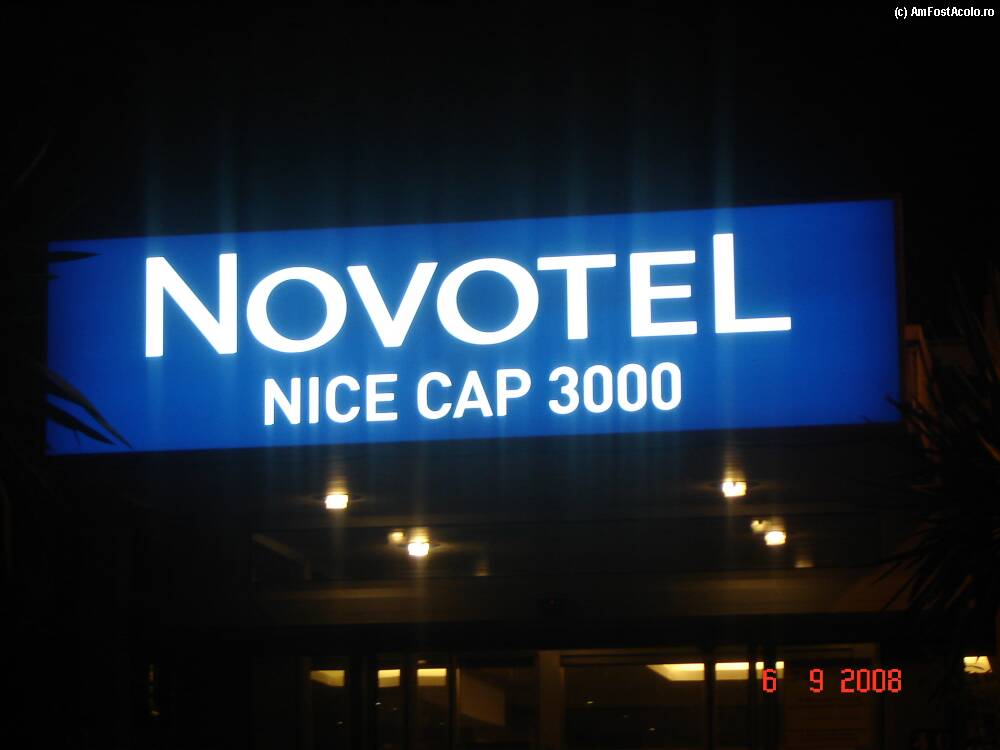 (c) AmFostAcolo.ro
NOVOTEL
NICE CAP 3000
6 9 2008